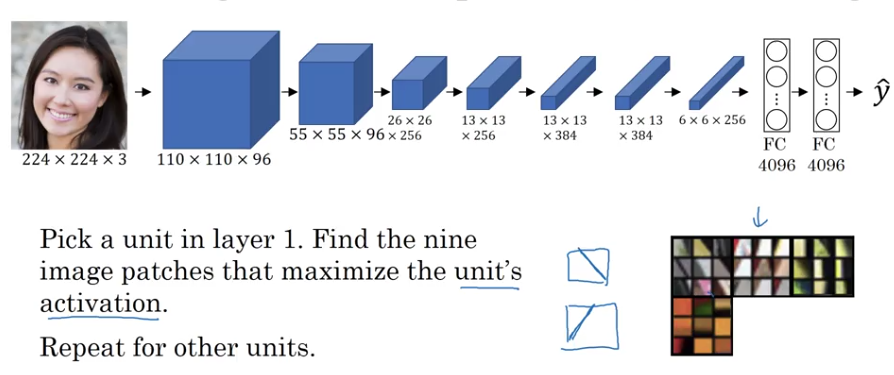 ŷ
224 × 224 × 3
110 × 110 × 96
55 × 55 × 96
26 × 26
× 256
13 × 13
× 256
13 × 13
× 384
13 × 13
× 384
6 × 6 × 256
FC
4096
FC
4096
Pick a unit in layer 1. Find the nine
image patches that maximize the unit's
activation.
Repeat for other units.